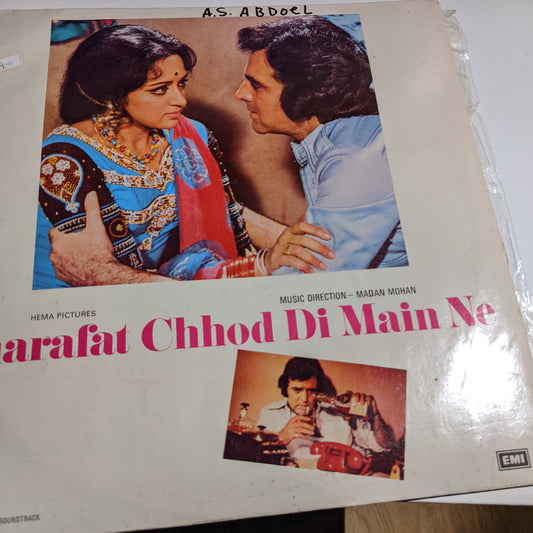 A.S. ABDOEL
HEMA PICTURES
MUSIC DIRECTION — MADAN MOHAN
arafat Chhod Di Main Ne
EMI
SOUNDTRACK